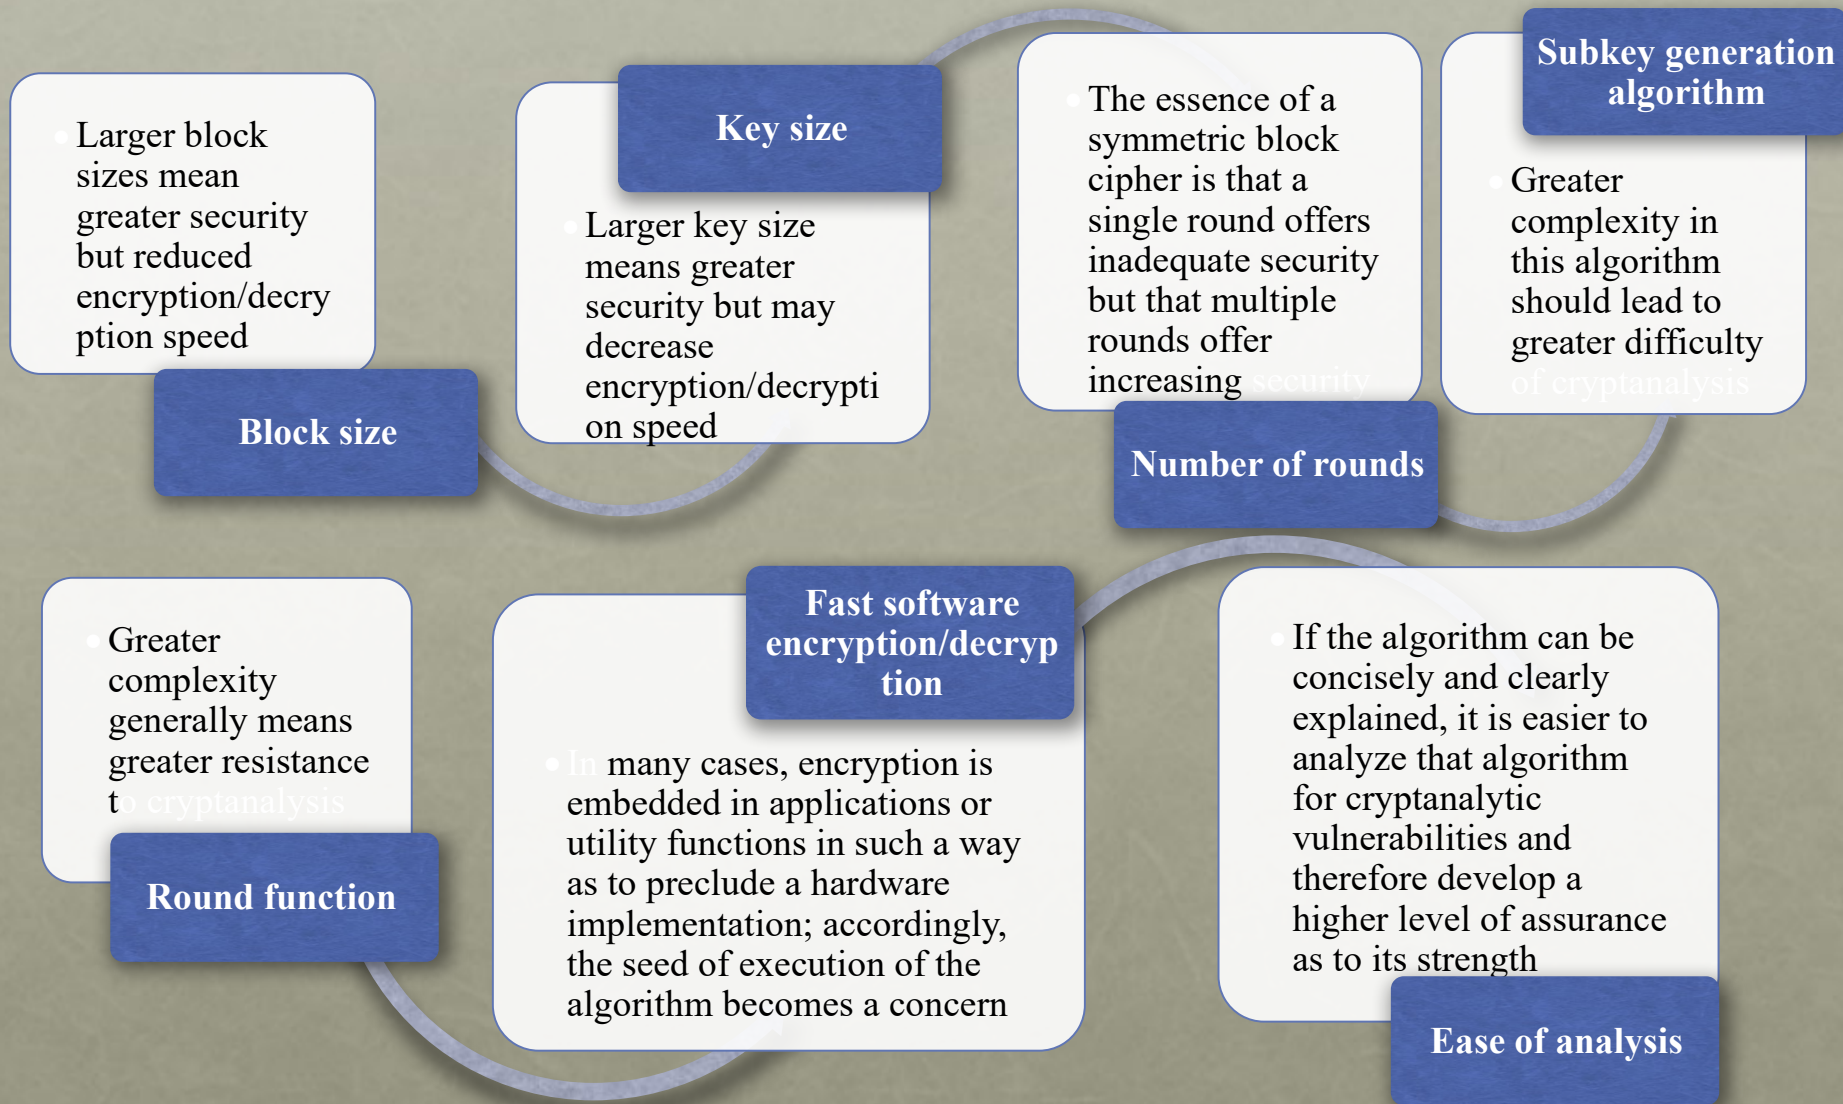 Larger block
sizes mean
greater security
but reduced
encryption/decry
ption speed
Block size
Key size
Larger key size
means greater
security but may
decrease
encryption/decrypti
on speed
The essence of a
symmetric block
cipher is that a
single round offers
inadequate security
but that multiple
rounds offer
increasing security
Number of rounds
Subkey generation
algorithm
Greater
complexity in
this algorithm
should lead to
greater difficulty
of cryptanalysis
Greater
complexity
generally means
greater resistance
to cryptanalysis
Round function
Fast software
encryption/decryp
tion
In many cases, encryption is
embedded in applications or
utility functions in such a way
as to preclude a hardware
implementation; accordingly,
the seed of execution of the
algorithm becomes a concern
If the algorithm can be
concisely and clearly
explained, it is easier to
analyze that algorithm
for cryptanalytic
vulnerabilities and
therefore develop a
higher level of assurance
as to its strength
Ease of analysis